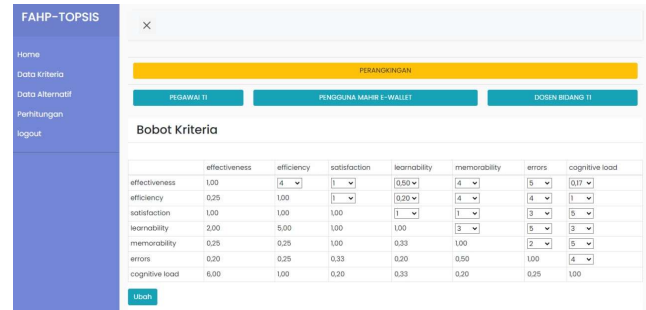 FAHP-TOPSIS
Home
Data Kriteria
Data Alternatif
Perhitungan
logout
×
PERANGKINGAN
PEGAWAI TI PENGGUNA MAHIR E-WALLET DOSEN BIDANG TI
Bobot Kriteria
effectiveness efficiency satisfaction learnability memorability errors cognitive load
effectiveness 1,00 4 1 0,50 4 5 0,17
efficiency 0,25 1,00 1 0,20 4 4 1
satisfaction 1,00 1,00 1,00 1 1 3 5
learnability 2,00 5,00 1,00 1,00 3 5 3
memorability 0,25 0,25 1,00 0,33 1,00 2 5
errors 0,20 0,25 0,33 0,20 0,50 1,00 4
cognitive load 6,00 1,00 0,20 0,33 0,20 0,25 1,00
Ubah